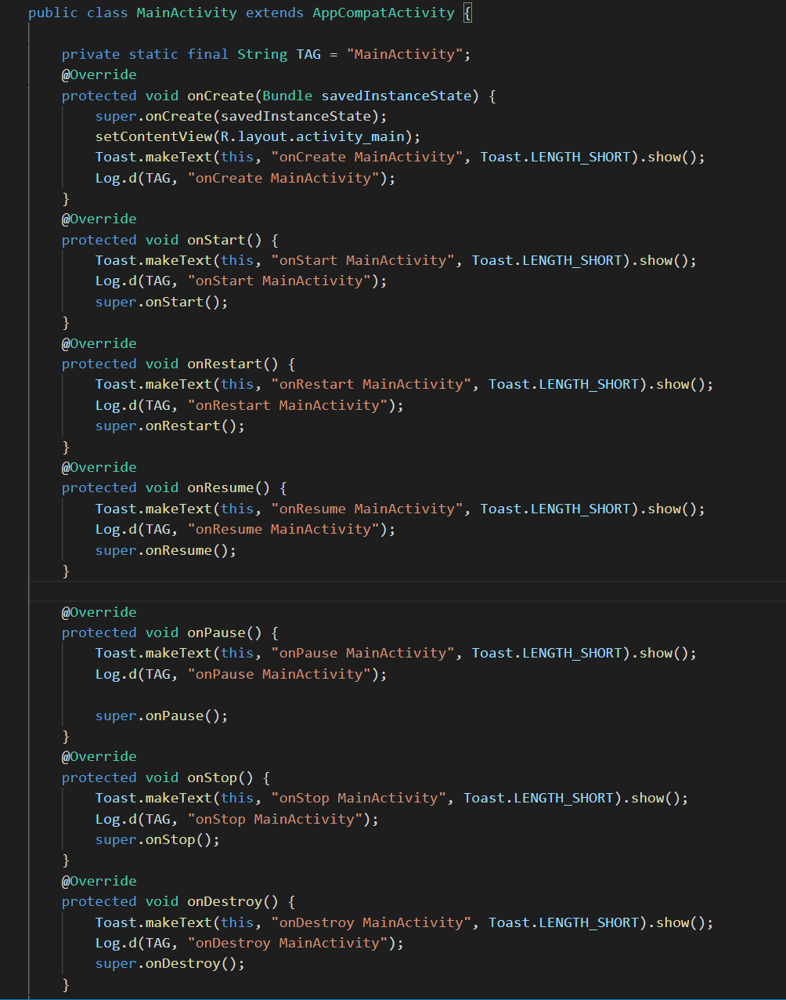 public class MainActivity extends AppCompatActivity {
private static final String TAG = "MainActivity";
@Override
protected void onCreate(Bundle savedInstanceState) {
super.onCreate(savedInstanceState);
setContentView(R.layout.activity_main);
Toast.makeText(this, "onCreate MainActivity", Toast.LENGTH_SHORT).show();
Log.d(TAG, "onCreate MainActivity");
}
@Override
protected void onStart() {
Toast.makeText(this, "onStart MainActivity", Toast.LENGTH_SHORT).show();
Log.d(TAG, "onStart MainActivity");
super.onStart();
}
@Override
protected void onRestart() {
Toast.makeText(this, "onRestart MainActivity", Toast.LENGTH_SHORT).show();
Log.d(TAG, "onRestart MainActivity");
super.onRestart();
}
@Override
protected void onResume() {
Toast.makeText(this, "onResume MainActivity", Toast.LENGTH_SHORT).show();
Log.d(TAG, "onResume MainActivity");
super.onResume();
}
@Override
protected void onPause() {
Toast.makeText(this, "onPause MainActivity", Toast.LENGTH_SHORT).show();
Log.d(TAG, "onPause MainActivity");
super.onPause();
}
@Override
protected void onStop() {
Toast.makeText(this, "onStop MainActivity", Toast.LENGTH_SHORT).show();
Log.d(TAG, "onStop MainActivity");
super.onStop();
}
@Override
protected void onDestroy() {
Toast.makeText(this, "onDestroy MainActivity", Toast.LENGTH_SHORT).show();
Log.d(TAG, "onDestroy MainActivity");
super.onDestroy();
}